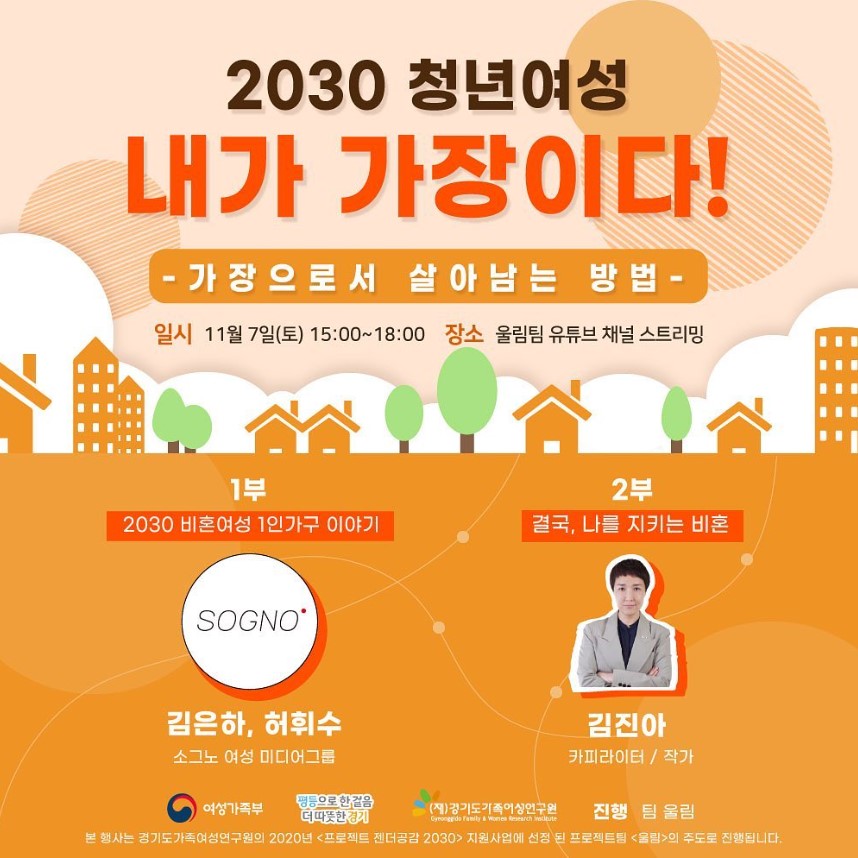 2030 청년여성
내가 가장이다!
-가장으로서 살아남는 방법-
일시 11월 7일(토) 15:00~18:00 장소 울림팀 유튜브 채널 스트리밍
1부
2030 비혼여성 1인가구 이야기
SOGNO
김은하, 허휘수
소그노 여성 미디어그룹
2부
결국, 나를 지키는 비혼
김진아
카피라이터 / 작가
여성가족부
평등으로 한 걸음
더 따뜻한 경기
(재)경기도가족여성연구원
Gyeonggido Family & Women Research Institute
진행 팀 울림
본 행사는 경기도가족여성연구원의 2020년 <프로젝트 젠더공감 2030> 지원사업에 선정 된 프로젝트팀 <울림>의 주도로 진행됩니다.